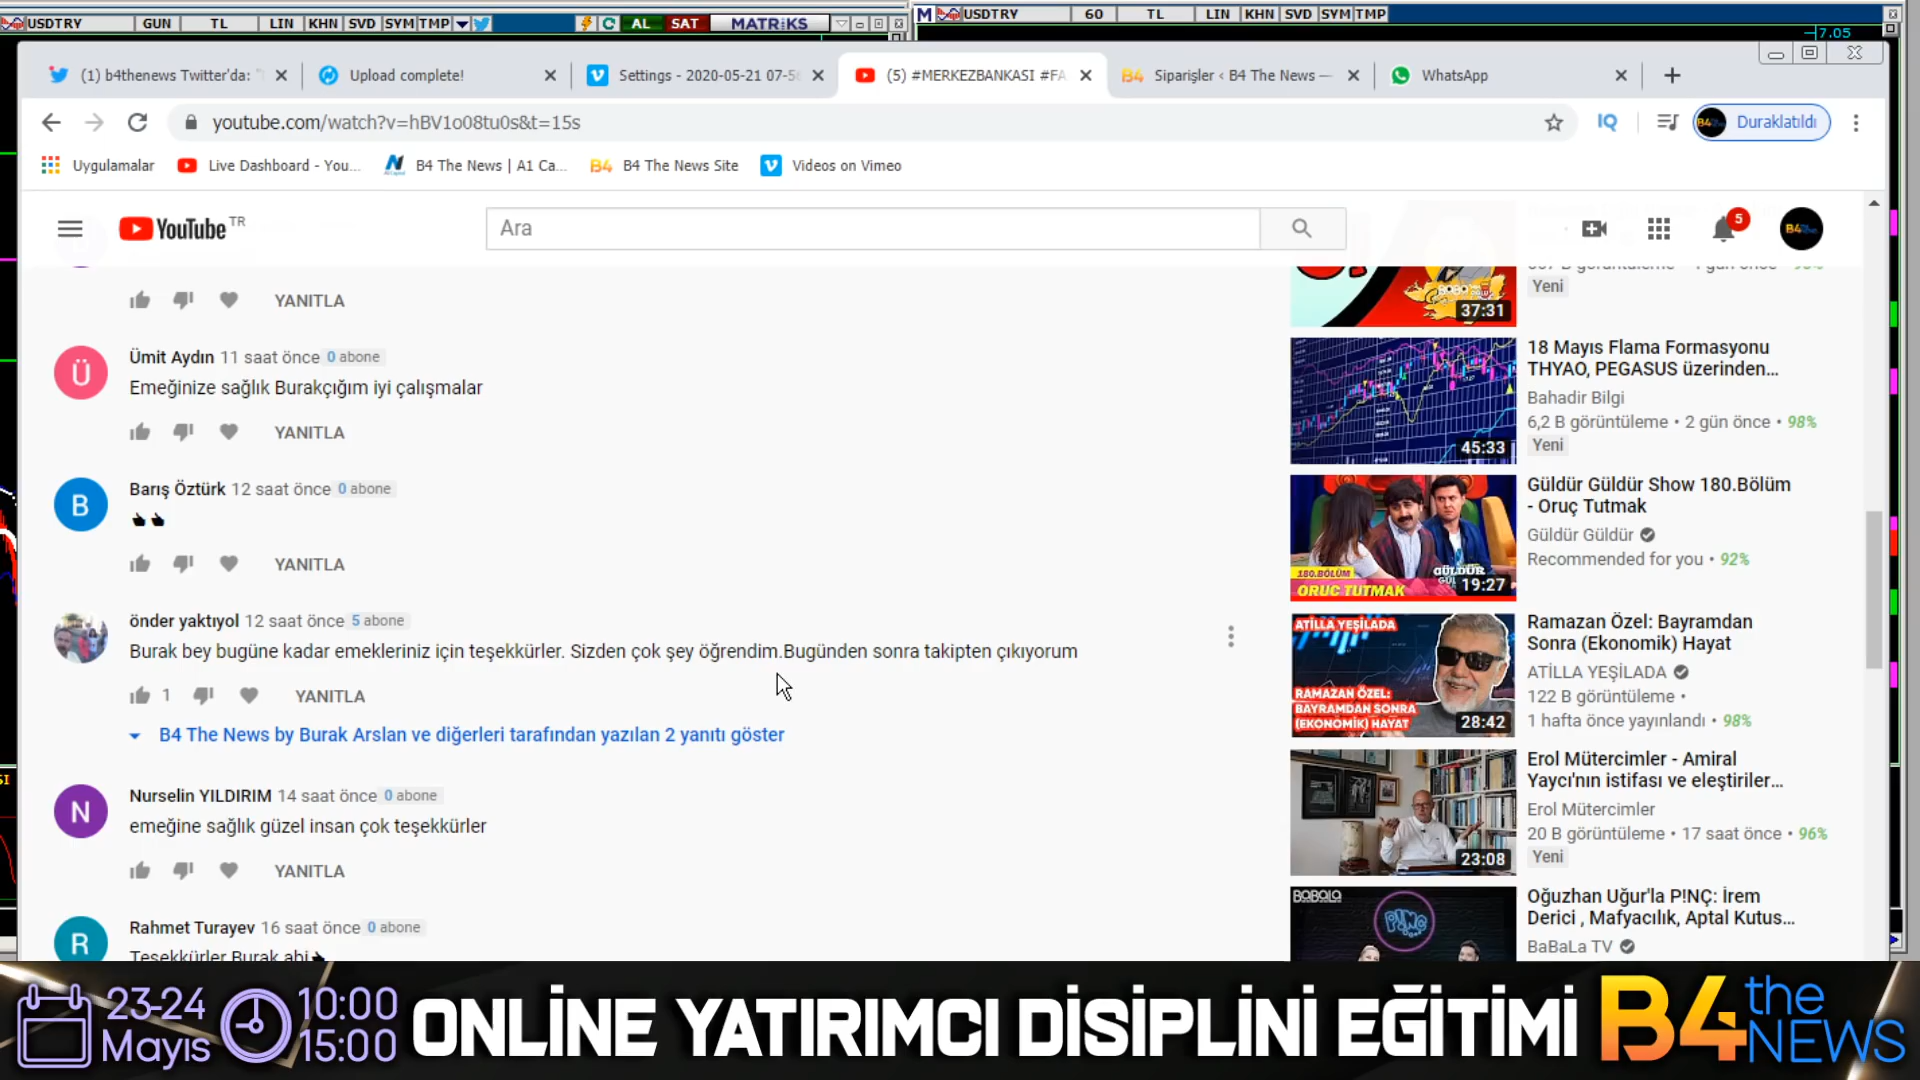 USDTRY GUN TL LIN KHN SVD SYM TMP AL SAT MATRIKS
M USDTRY 60 TL LIN KHN SVD SYM TMP
7.05
(1) b4thenews Twitter'da: "
Upload complete!
Settings - 2020-05-21 07-5
(5) #MERKEZBANKASI #FA
B4 Siparişler ‹ B4 The News —
WhatsApp
youtube.com/watch?v=hBV1o08tu0s&t=15s
IQ
Duraklatıldı
Uygulamalar
Live Dashboard - You...
B4 The News | A1 Ca...
B4 The News Site
Videos on Vimeo
YouTube TR
Ara
5
YANITLA
Ümit Aydın 11 saat önce 0 abone
Emeğinize sağlık Burakçığım iyi çalışmalar
YANITLA
Barış Öztürk 12 saat önce 0 abone
YANITLA
önder yaktıyol 12 saat önce 5 abone
Burak bey bugüne kadar emekleriniz için teşekkürler. Sizden çok şey öğrendim.Bugünden sonra takipten çıkıyorum
1 YANITLA
B4 The News by Burak Arslan ve diğerleri tarafından yazılan 2 yanıtı göster
N
Nurselin YILDIRIM 14 saat önce 0 abone
emeğine sağlık güzel insan çok teşekkürler
YANITLA
R
Rahmet Turayev 16 saat önce 0 abone
Teşekkürler Burak abi
37:31
Yeni
45:33
18 Mayıs Flama Formasyonu
THYAO, PEGASUS üzerinden...
Bahadir Bilgi
6,2 B görüntüleme • 2 gün önce • 98%
Yeni
180.BÖLÜM
ORUÇ TUTMAK
GÜLDÜR
19:27
Güldür Güldür Show 180.Bölüm
- Oruç Tutmak
Güldür Güldür
Recommended for you • 92%
ATİLLA YEŞİLADA
RAMAZAN ÖZEL:
BAYRAMDAN SONRA
(EKONOMİK) HAYAT
28:42
Ramazan Özel: Bayramdan
Sonra (Ekonomik) Hayat
ATİLLA YEŞİLADA
122 B görüntüleme •
1 hafta önce yayınlandı • 98%
23:08
Erol Mütercimler - Amiral
Yaycı'nın istifası ve eleştiriler...
Erol Mütercimler
20 B görüntüleme • 17 saat önce • 96%
Yeni
BABALA
P!NÇ
Oğuzhan Uğur'la P!NÇ: İrem
Derici , Mafyacılık, Aptal Kutus...
BaBaLa TV
23-24
Mayıs
10:00
15:00
ONLİNE YATIRIMCI DİSİPLİNİ EĞİTİMİ
B4 the NEWS